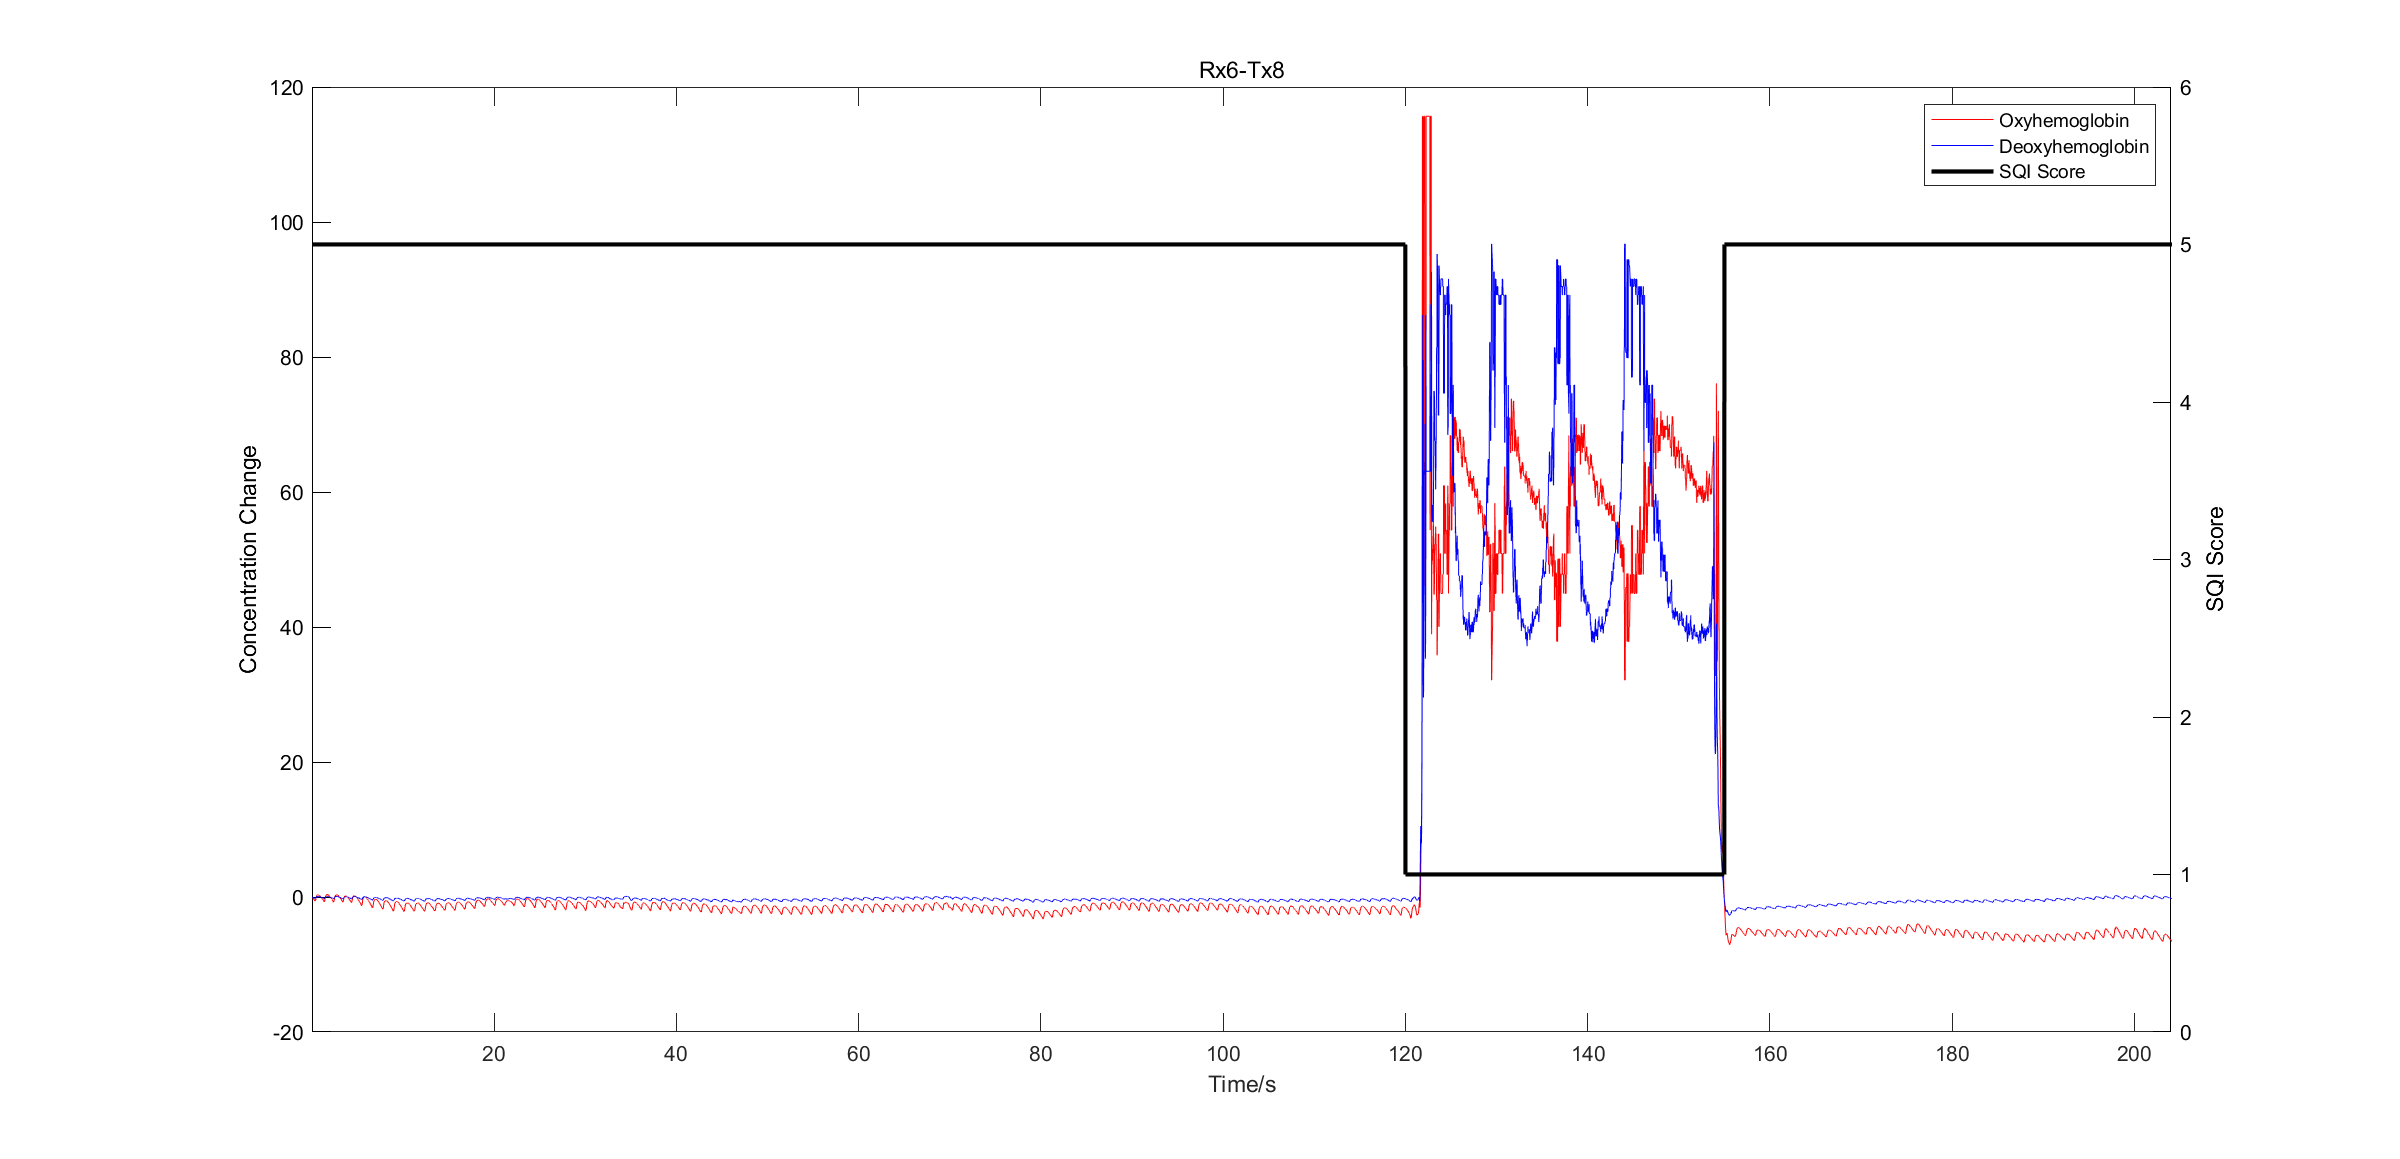 Rx6-Tx8
120
100
80
60
40
20
0
-20
Concentration Change
6
5
4
3
2
1
0
SQI Score
Oxyhemoglobin
Deoxyhemoglobin
SQI Score
20 40 60 80 100 120 140 160 180 200
Time/s